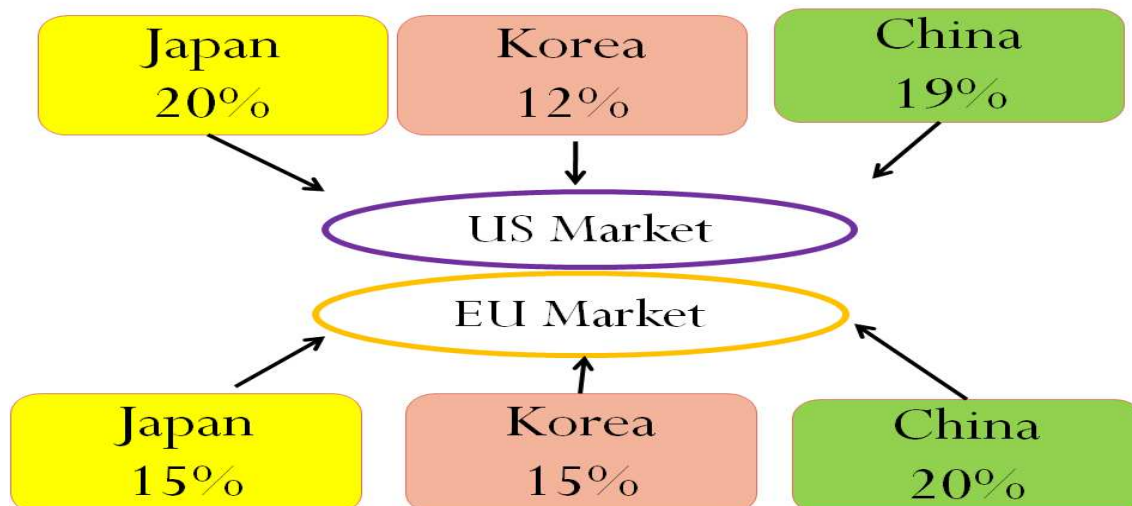 Japan
20%
Korea
12%
China
19%
US Market
EU Market
Japan
15%
Korea
15%
China
20%